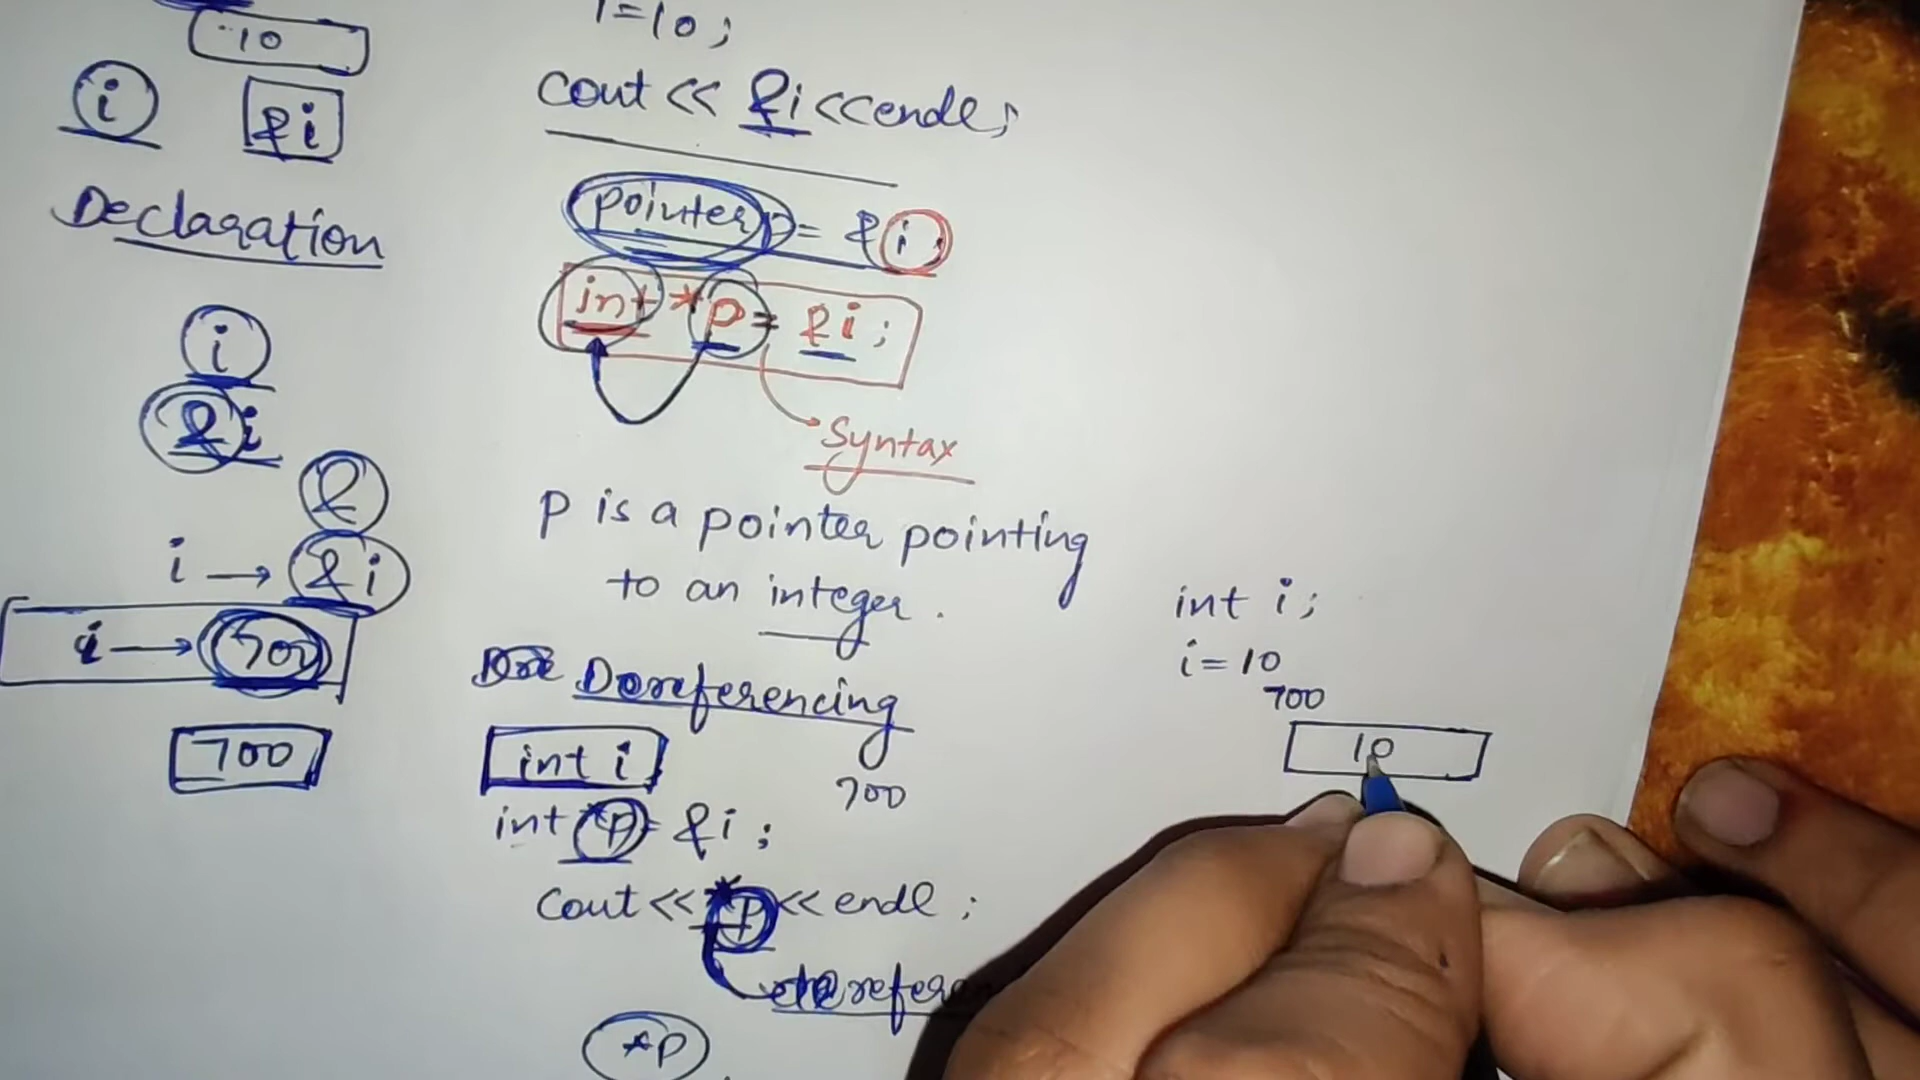 10
i &i
Declaration
i
&i
&
i → &i
i → 700
700
i=10;
cout << &i<<endl;
pointer p = &i;
int *p = &i;
Syntax
p is a pointer pointing
to an integer.
Dereferencing
int i
700
int *p = &i;
cout << *p << endl;
*p
int i;
i=10
700
10